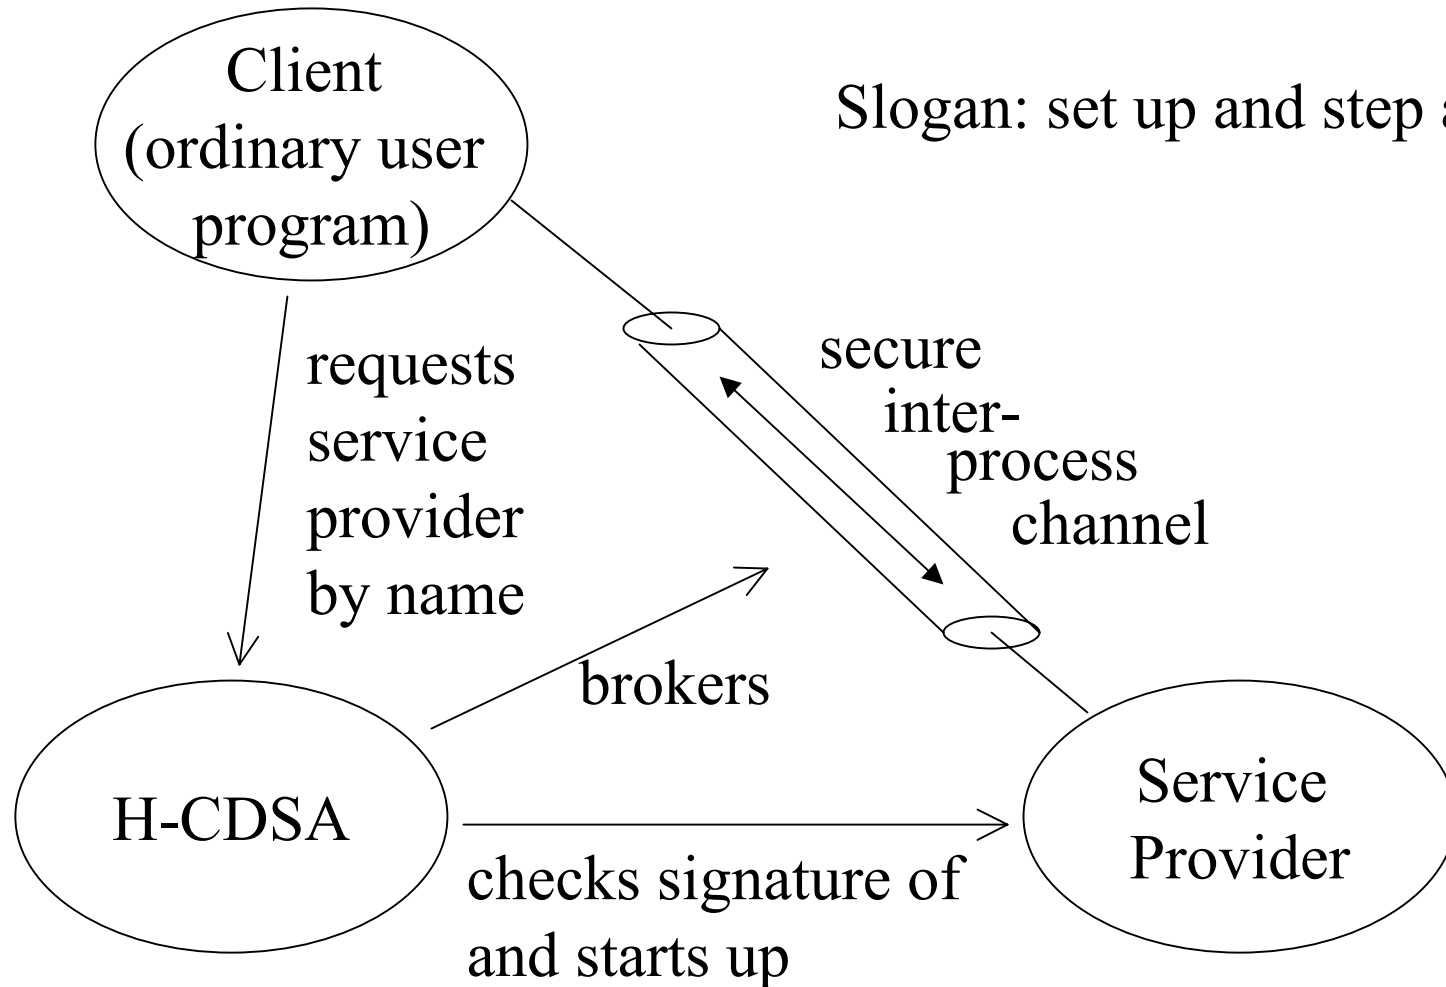 Client
(ordinary user
program)
Slogan: set up and step
requests
service
provider
by name
secure
inter-
process
channel
brokers
H-CDSA
Service
Provider
checks signature of
and starts up